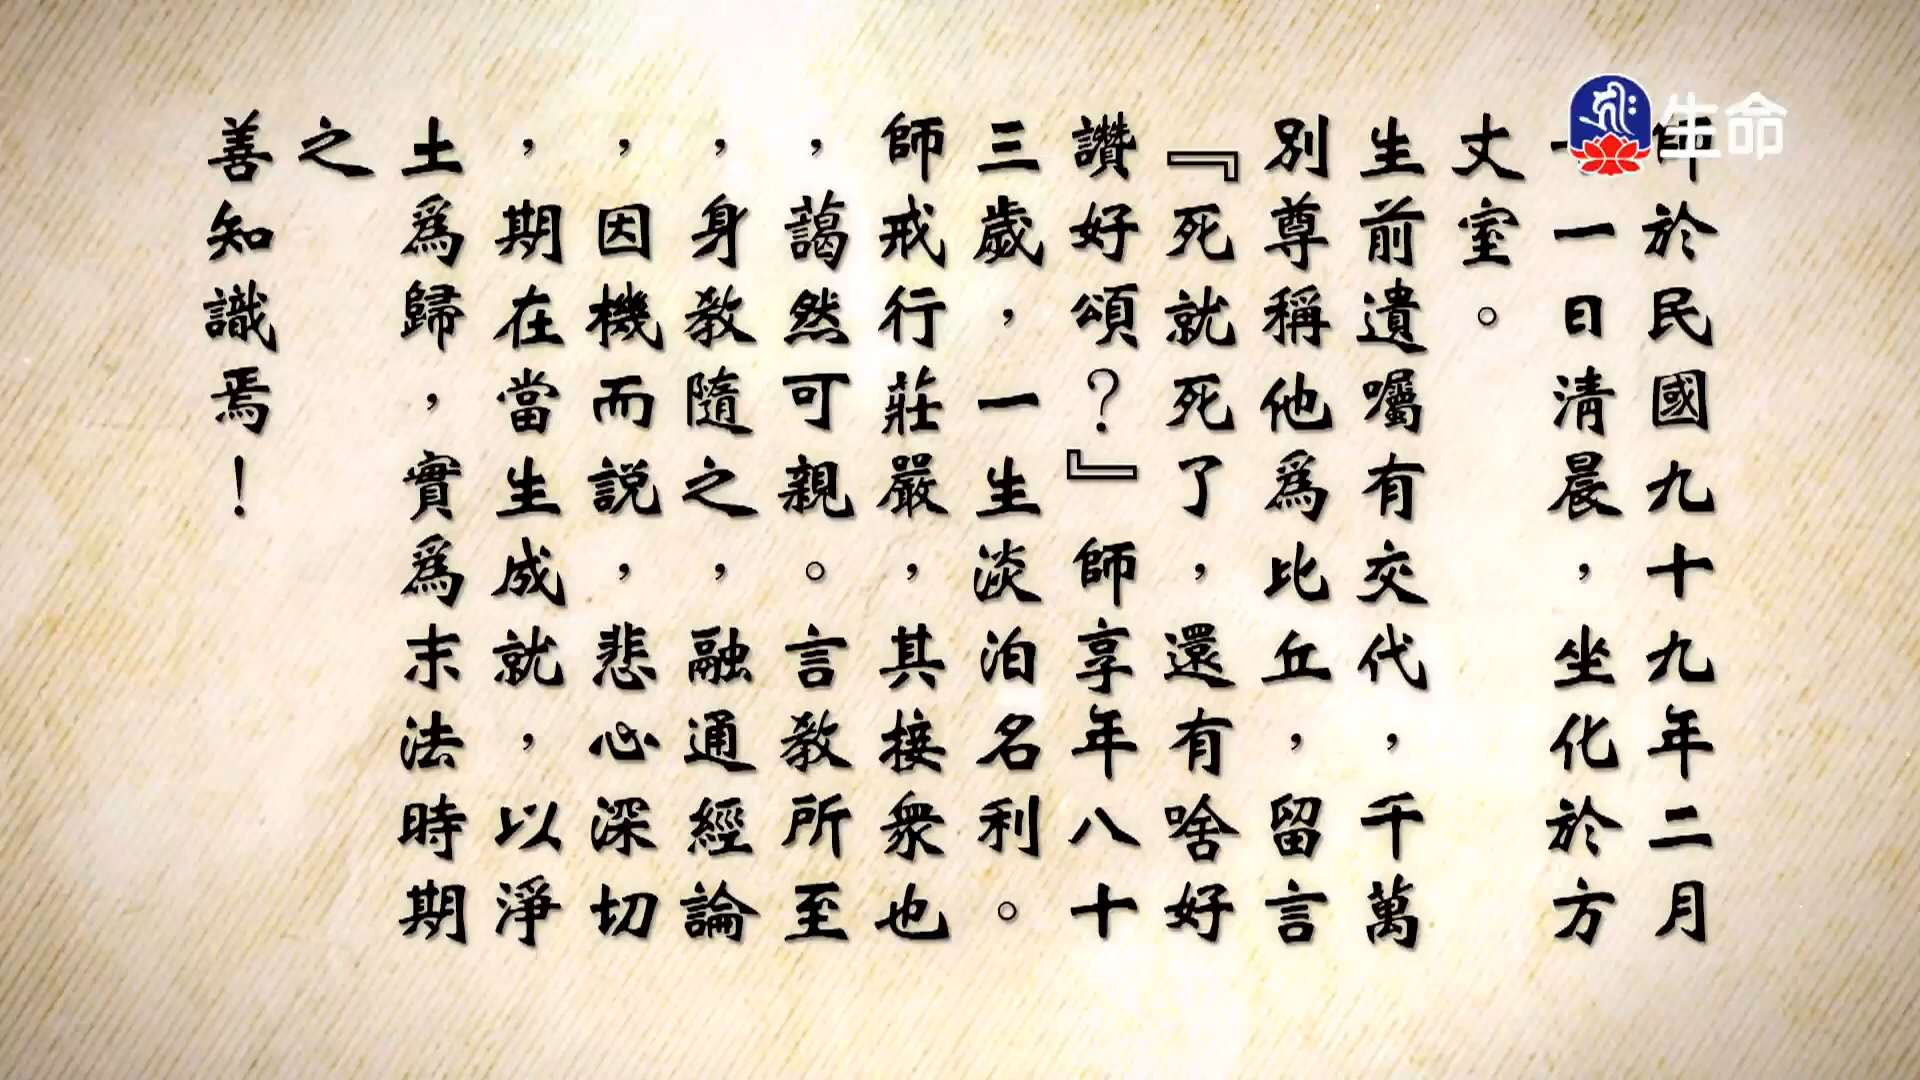 生命
師於民國九十九年二月
一日清晨，坐化於方
丈室。
生前遺囑有交代，千萬
別尊稱他爲比丘，留言
『死就死了，還有啥好
讚好頌？』師享年八十
三歲，一生淡泊名利。
師戒行莊嚴，其接衆也
，藹然可親。言教所至
，身教隨之，融通經論
，因機而説，悲心深切
，期在當生成就，以淨
土爲歸，實爲末法時期
之
善知識焉！